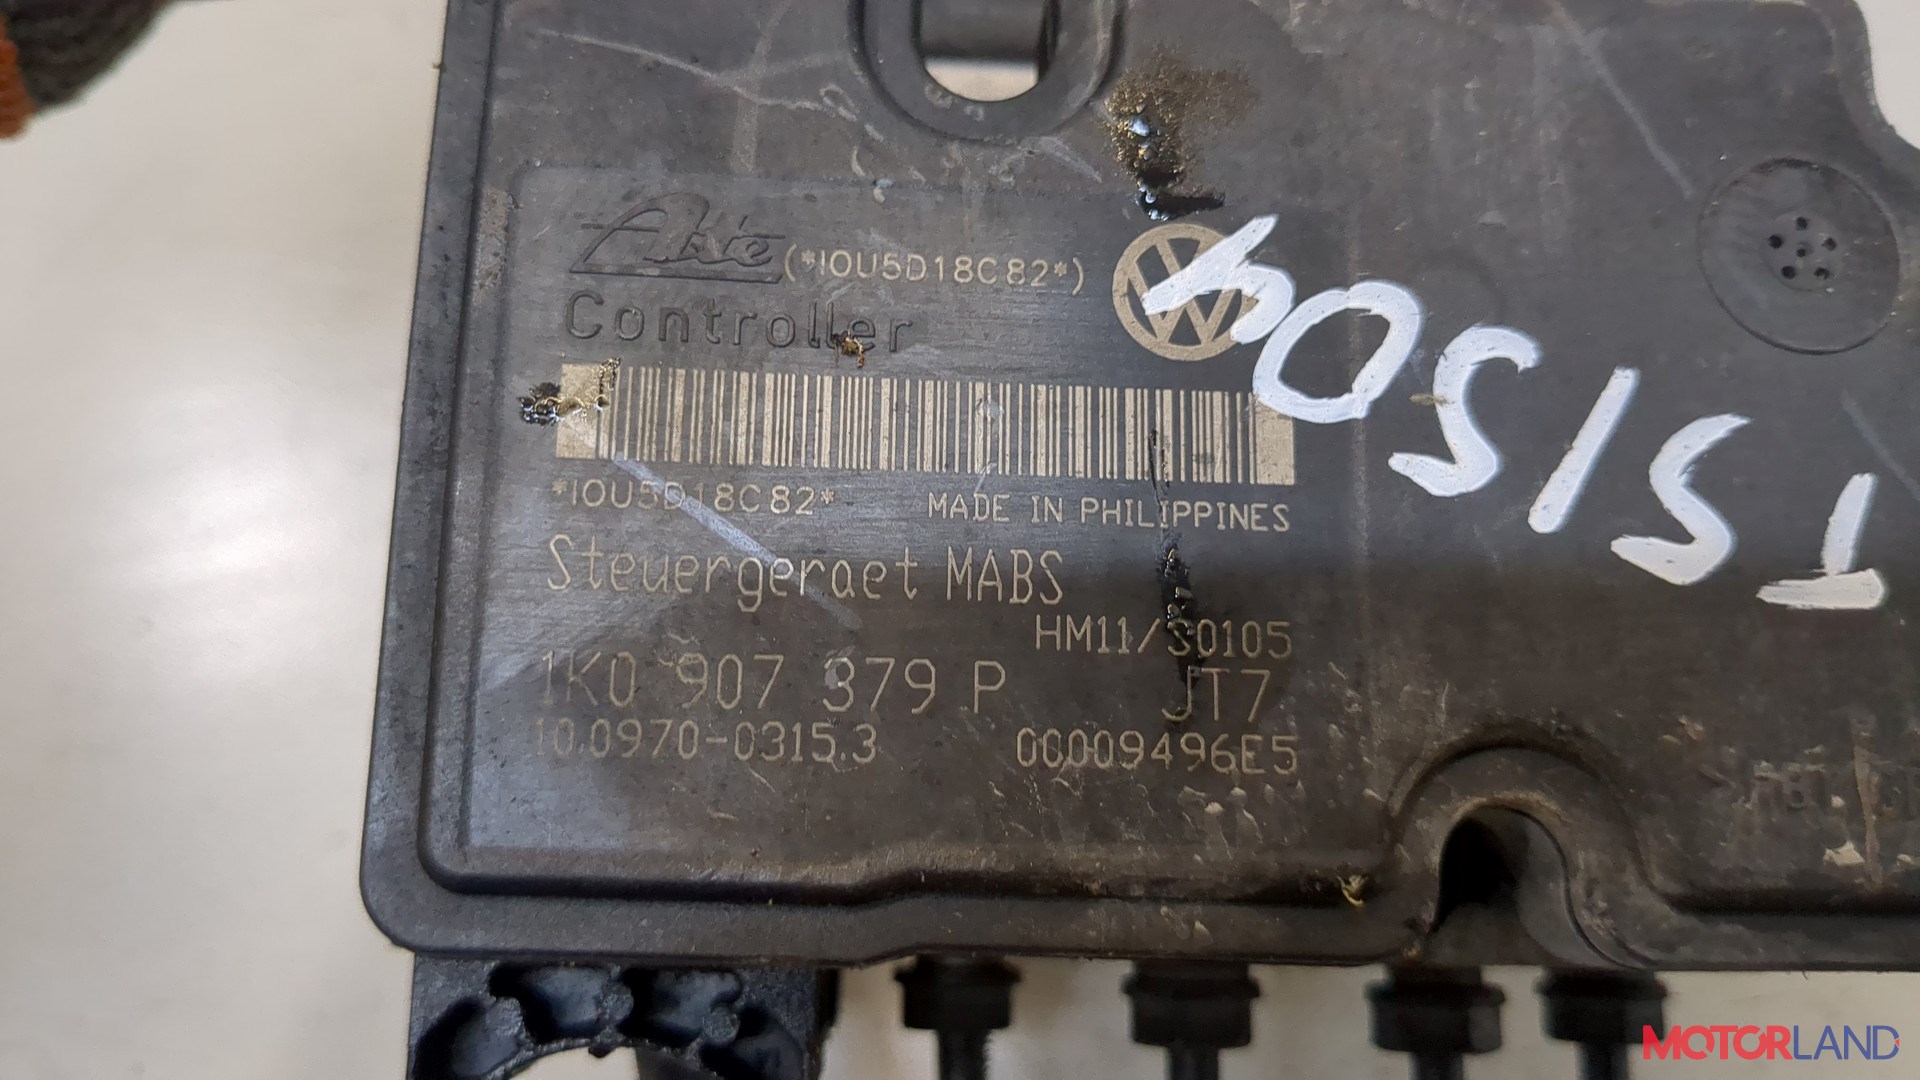 Ate (*IOU5D18C82*)
Controller
*IOU5D18C82* MADE IN PHILIPPINES
Steuergeraet MABS
HM11/S0105
1K0 907 379 P JT7
10.0970-0315.3 00009496E5
T51504
MOTORLAND